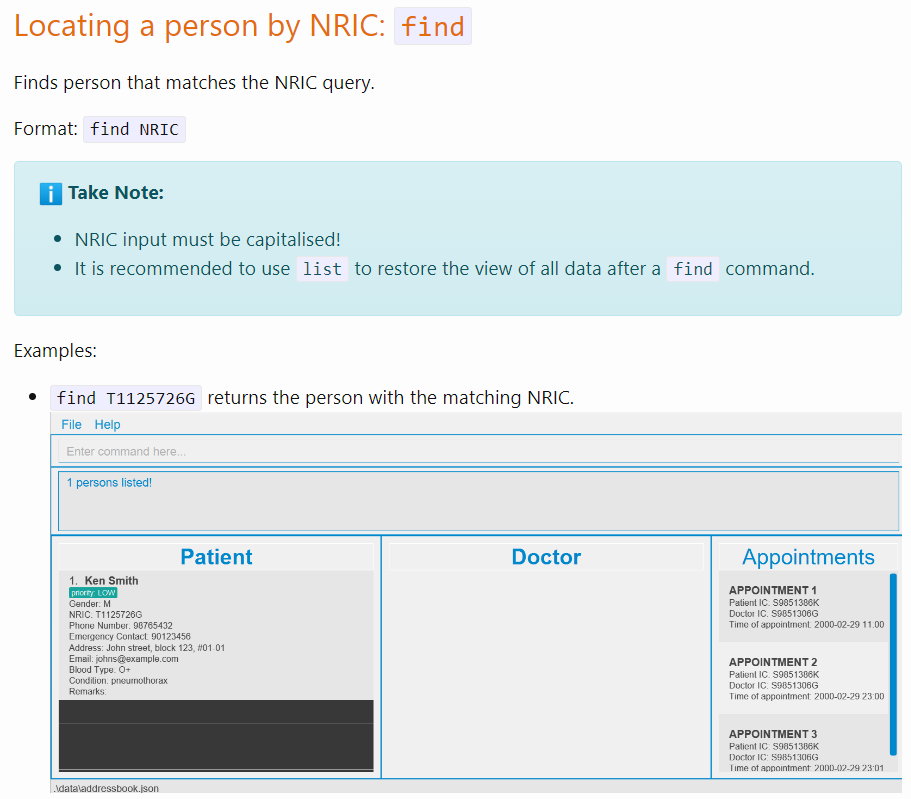 Locating a person by NRIC: find
Finds person that matches the NRIC query.
Format: find NRIC
Take Note:
NRIC input must be capitalised!
It is recommended to use list to restore the view of all data after a find command.
Examples:
find T1125726G returns the person with the matching NRIC.
File Help
Enter command here...
1 persons listed!
Patient
1. Ken Smith
priority: LOW
Gender: M
NRIC: T1125726G
Phone Number: 98765432
Emergency Contact: 90123456
Address: John street, block 123, #01-01
Email: johns@example.com
Blood Type: O+
Condition: pneumothorax
Remarks:
Doctor
Appointments
APPOINTMENT 1
Patient IC: S9851386K
Doctor IC: S9851306G
Time of appointment: 2000-02-29 11:00
APPOINTMENT 2
Patient IC: S9851386K
Doctor IC: S9851306G
Time of appointment: 2000-02-29 23:00
APPOINTMENT 3
Patient IC: S9851386K
Doctor IC: S9851306G
Time of appointment: 2000-02-29 23:01
.\data\addressbook.json